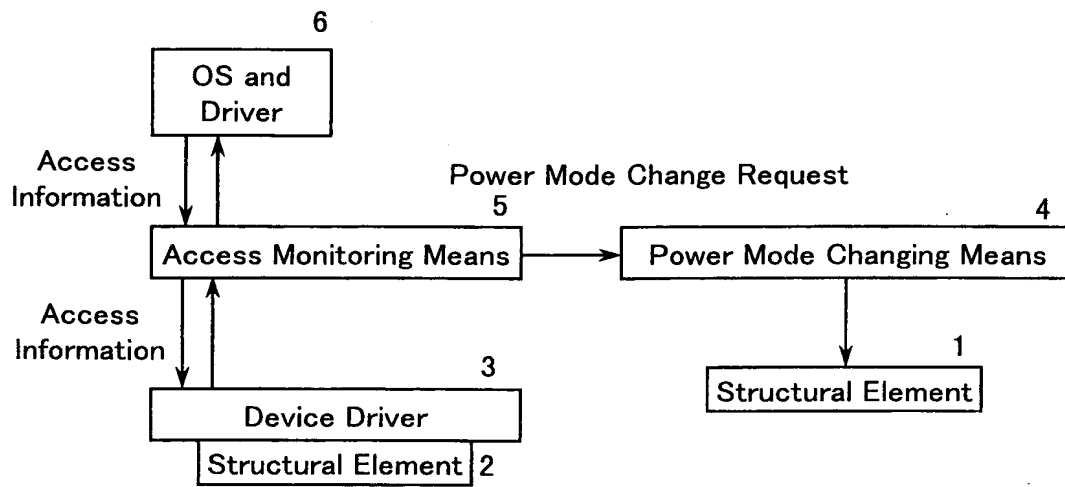 6
OS and
Driver
Access
Information
Power Mode Change Request
5
4
Access Monitoring Means
Power Mode Changing Means
Access
Information
1
3
Structural Element
Device Driver
Structural Element
2